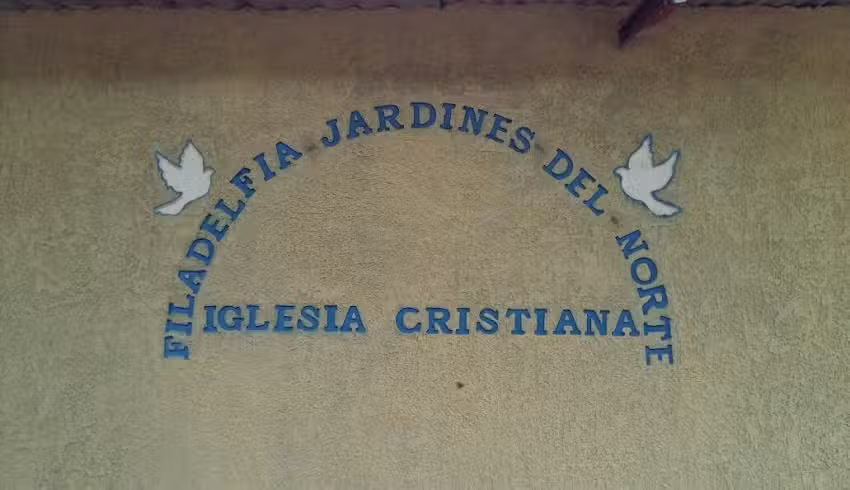 FILADELFIA JARDINES DEL NORTE
IGLESIA CRISTIANA